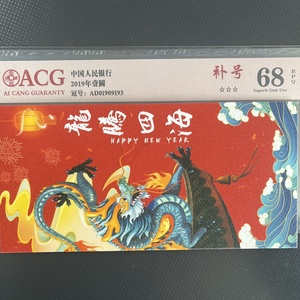 ACG
AI CANG GUARANTY
中国人民银行
2019年壹圆
冠号：AD01909193
补号
☆☆☆
68
EPQ
Superb Gem Unc
龍騰四海
HAPPY NEW YEAR